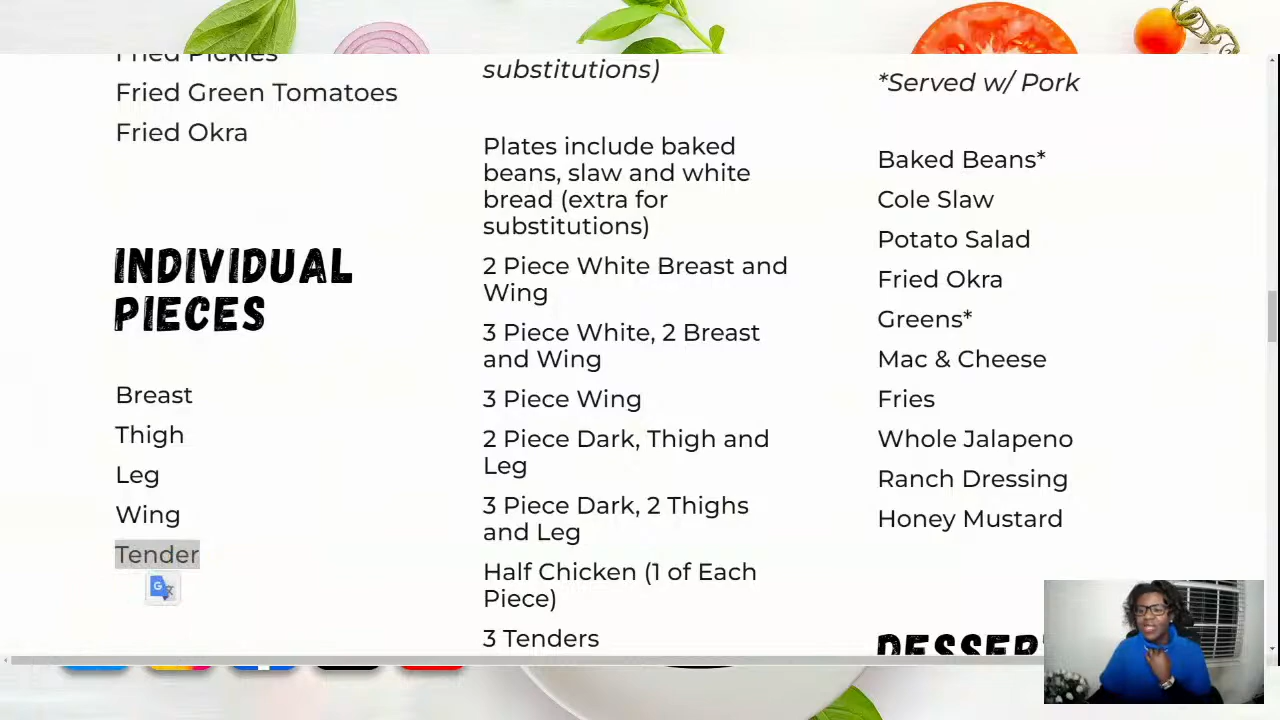 Fried Pickles
Fried Green Tomatoes
Fried Okra
INDIVIDUAL
PIECES
Breast
Thigh
Leg
Wing
Tender
substitutions)
Plates include baked
beans, slaw and white
bread (extra for
substitutions)
2 Piece White Breast and
Wing
3 Piece White, 2 Breast
and Wing
3 Piece Wing
2 Piece Dark, Thigh and
Leg
3 Piece Dark, 2 Thighs
and Leg
Half Chicken (1 of Each
Piece)
3 Tenders
*Served w/ Pork
Baked Beans*
Cole Slaw
Potato Salad
Fried Okra
Greens*
Mac & Cheese
Fries
Whole Jalapeno
Ranch Dressing
Honey Mustard